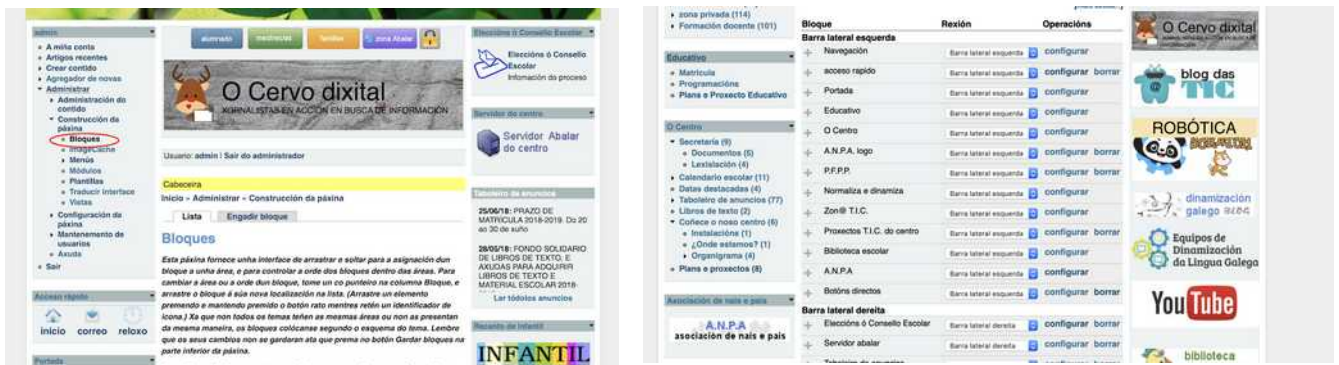 admin
A miña conta
Artigos recentes
Crear contido
Agregador de novas
Administrar
Administración do
contido
Construción da
páxina
Bloques
ImageCache
Menús
Módulos
Plantillas
Traducir interface
Vistas
Configuración da
páxina
Mantenemento de
usuarios
Axuda
Sair
Acceso rápido
inicio correo reloxo
Portada
alumnado mestres/as familias zona Abalar
O Cervo dixital
XORNALISTAS EN ACCIÓN EN BUSCA DE INFORMACIÓN
Usuario: admin | Sair do administrador
Cabeceira
Inicio » Administrar » Construción da páxina
Lista Engadir bloque
Bloques
Esta páxina fornece unha interface de arrastrar e soltar para a asignación dun
bloque a unha área, e para controlar a orde dos bloques dentro das áreas. Para
cambiar a área ou a orde dun bloque, tome un co punteiro na columna Bloque, e
arrastre o bloque á súa nova localización na lista. (Arrastre un elemento
premendo e mantendo premido o botón rato mentres retén un identificador de
icona.) Xa que non todos os temas teñen as mesmas áreas ou non as presentan
da mesma maneira, os bloques colócanse segundo o esquema do tema. Lembre
que os seus cambios non se gardaran ata que prema no botón Gardar bloques na
parte inferior da páxina.
Eleccións ó Consello Escolar
Eleccións ó Consello
Escolar
Información do proceso
Servidor do centro
Servidor Abalar
do centro
Taboleiro de anuncios
25/06/18: PRAZO DE
MATRÍCULA 2018-2019. Do 20
ao 30 de xuño
28/05/18: FONDO SOLIDARIO
DE LIBROS DE TEXTO, E
AXUDAS PARA ADQUIRIR
LIBROS DE TEXTO E
MATERIAL ESCOLAR 2018-
Ler tódolos anuncios
Recanto de Infantil
INFANTIL
zona privada (114)
Formación docente (101)
Educativo
Matrícula
Programacións
Plans e Proxecto Educativo
O Centro
Secretaría (9)
Documentos (5)
Lexislación (4)
Calendario escolar (11)
Datas destacadas (4)
Taboleiro de anuncios (77)
Libros de texto (2)
Coñece o noso centro (6)
Instalacións (1)
¿Onde estamos? (1)
Organigrama (4)
Plans e proxectos (8)
Asociación de nais e pais
A.N.P.A
asociación de nais e pais
Bloque Rexión Operacións
Barra lateral esquerda
Navegación Barra lateral esquerda configurar
acceso rapido Barra lateral esquerda configurar borrar
Portada Barra lateral esquerda configurar
Educativo Barra lateral esquerda configurar
O Centro Barra lateral esquerda configurar
A.N.P.A. logo Barra lateral esquerda configurar borrar
P.F.P.P. Barra lateral esquerda configurar borrar
Normaliza e dinamiza Barra lateral esquerda configurar
Zon@ T.I.C. Barra lateral esquerda configurar
Proxectos T.I.C. do centro Barra lateral esquerda configurar borrar
Biblioteca escolar Barra lateral esquerda configurar
A.N.P.A Barra lateral esquerda configurar borrar
Botóns directos Barra lateral esquerda configurar borrar
Barra lateral dereita
Eleccións ó Consello Escolar Barra lateral dereita configurar borrar
Servidor abalar Barra lateral dereita configurar borrar
O Cervo dixital
blog das
TIC
ROBÓTICA
dinamización
galego
Equipos de
Dinamización
da Lingua Galega
YouTube
biblioteca